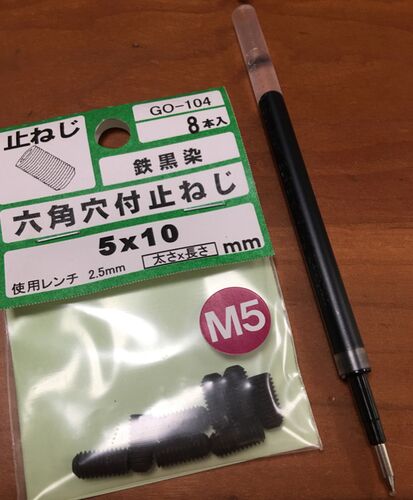 止ねじ
GO-104
8本入
鉄黒染
六角穴付止ねじ
5x10 mm
太さx長さ
使用レンチ 2.5mm
M5